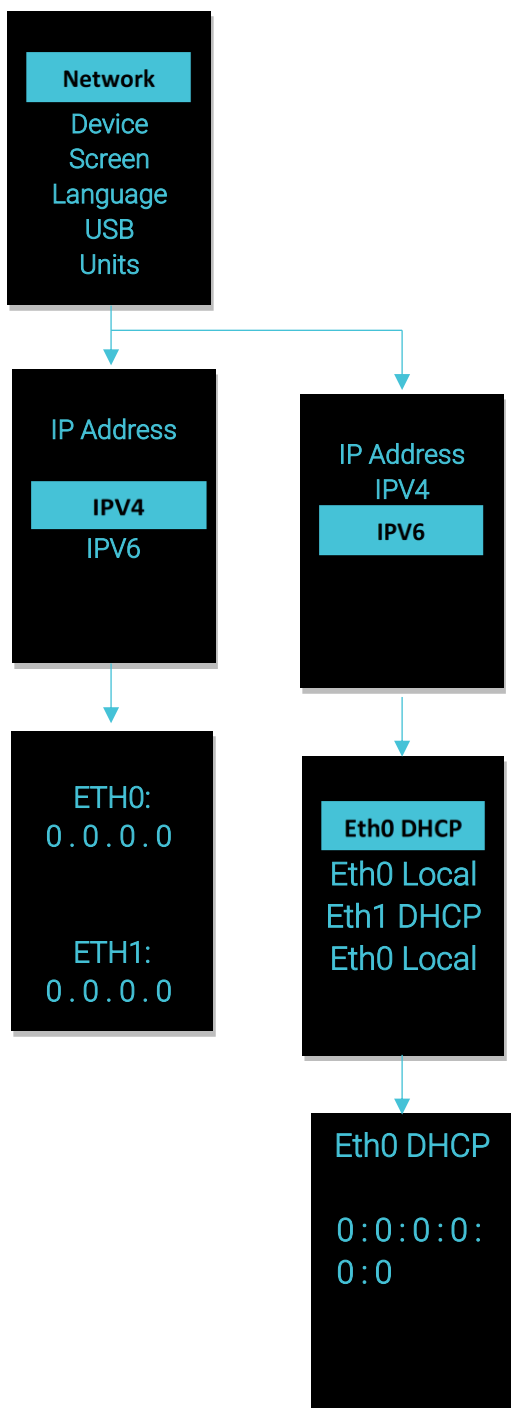 Network
Device
Screen
Language
USB
Units
IP Address
IPV4
IPV6
IP Address
IPV4
IPV6
ETH0:
0.0.0.0
ETH1:
0.0.0.0
Eth0 DHCP
Eth0 Local
Eth1 DHCP
Eth0 Local
Eth0 DHCP
0:0:0:0:
0:0